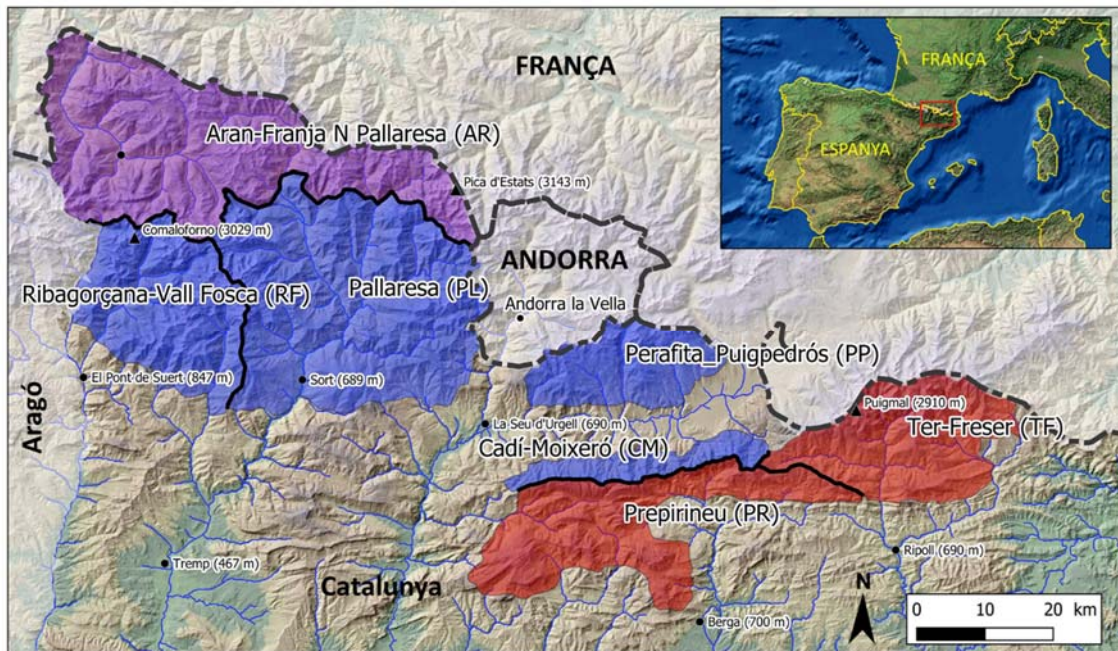 FRANÇA
Aran-Franja N Pallaresa (AR)
Pica d'Estats (3143 m)
Comaloforno (3029 m)
ANDORRA
Ribagorçana-Vall Fosca (RF)
Pallaresa (PL)
Andorra la Vella
Perafita_Puigpedrós (PP)
El Pont de Suert (847 m)
Sort (689 m)
Aragó
Puigmal (2910 m)
Ter-Freser (TF)
La Seu d'Urgell (690 m)
Cadí-Moixeró (CM)
Prepirineu (PR)
Tremp (467 m)
Catalunya
Ripoll (690 m)
Berga (700 m)
N
0 10 20 km
FRANÇA
ESPANYA